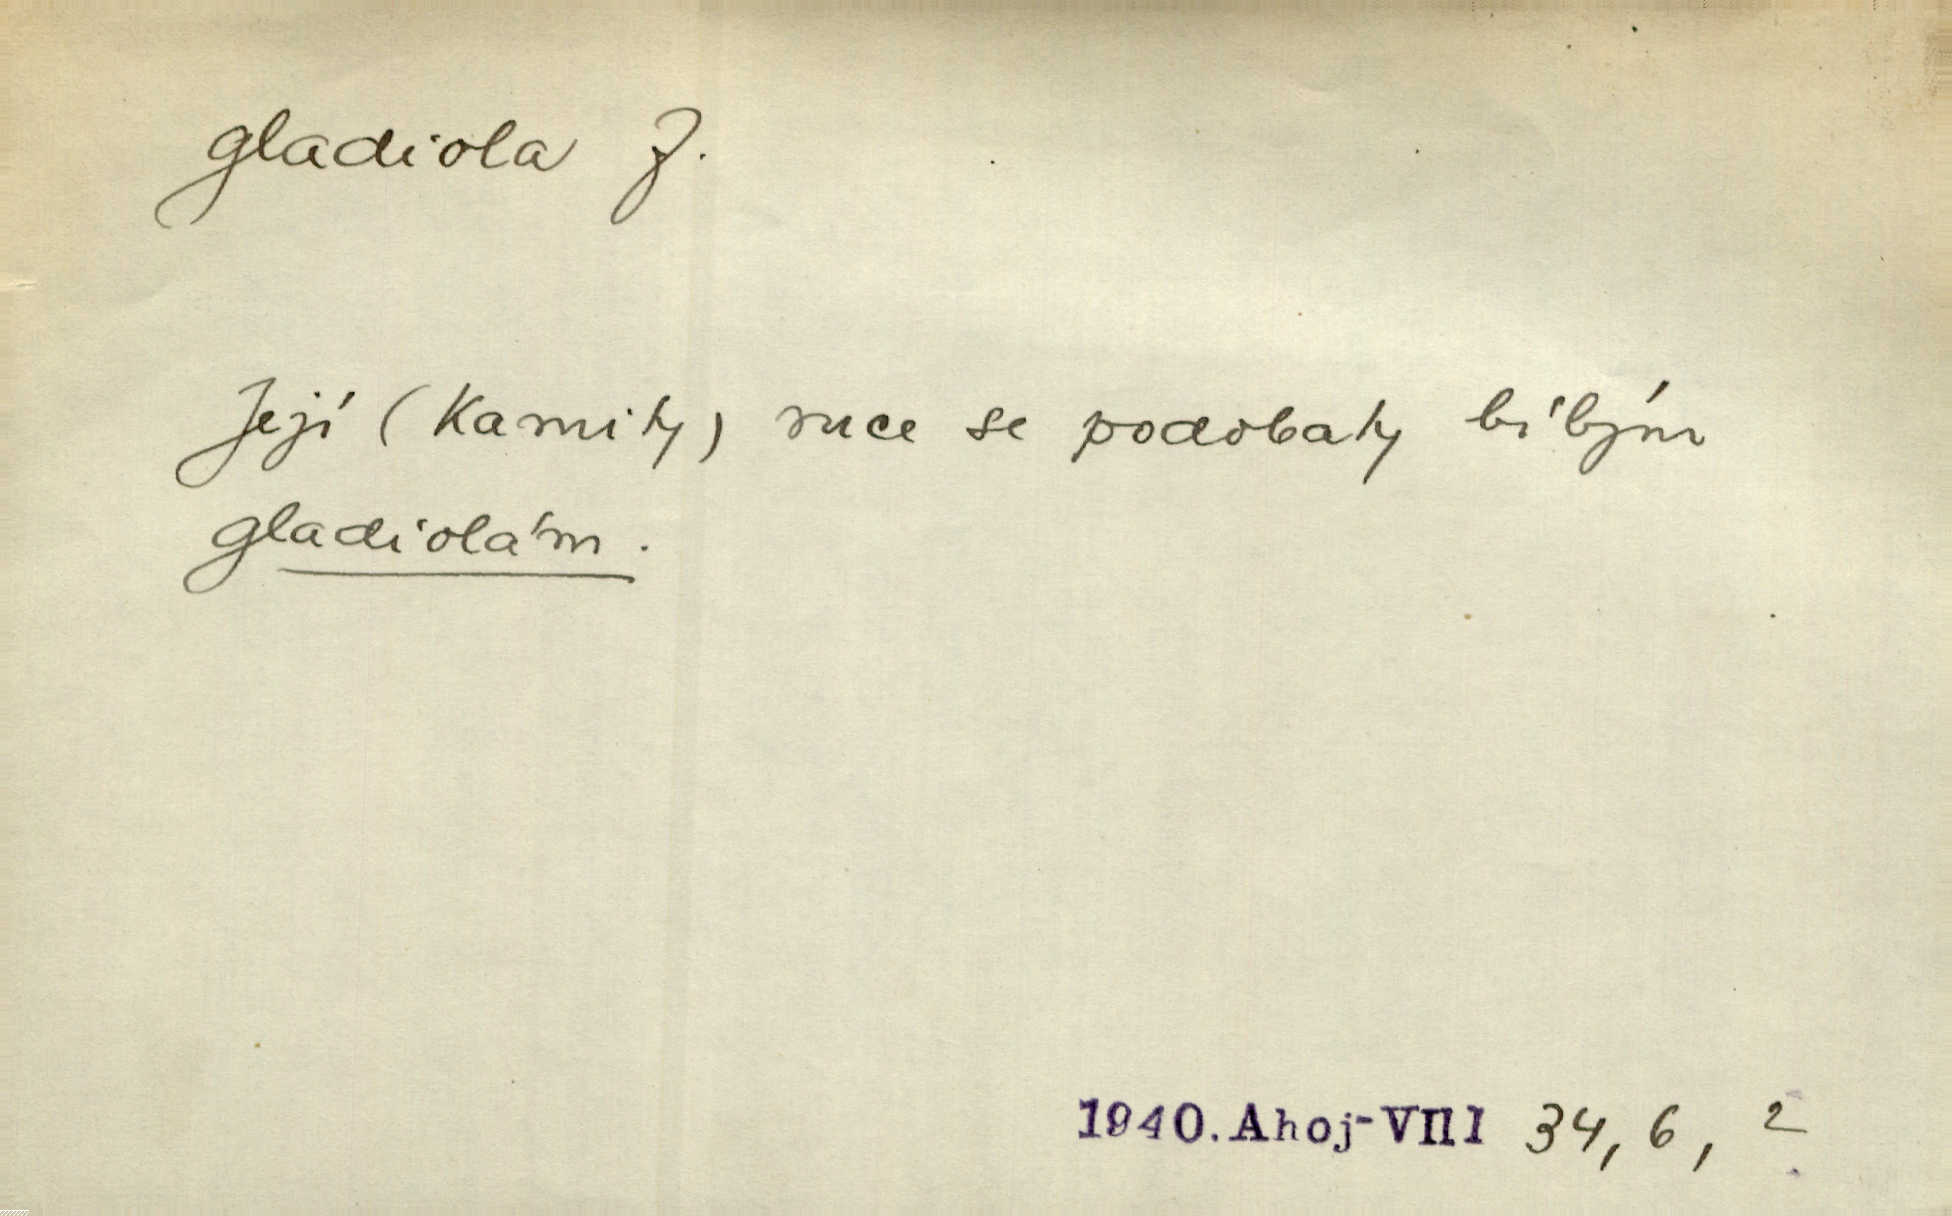 gladiola f.
Její (Kamily) ruce se podobaly bílým
gladiolám.
1940. Ahoj-VIII 34, 6, 2